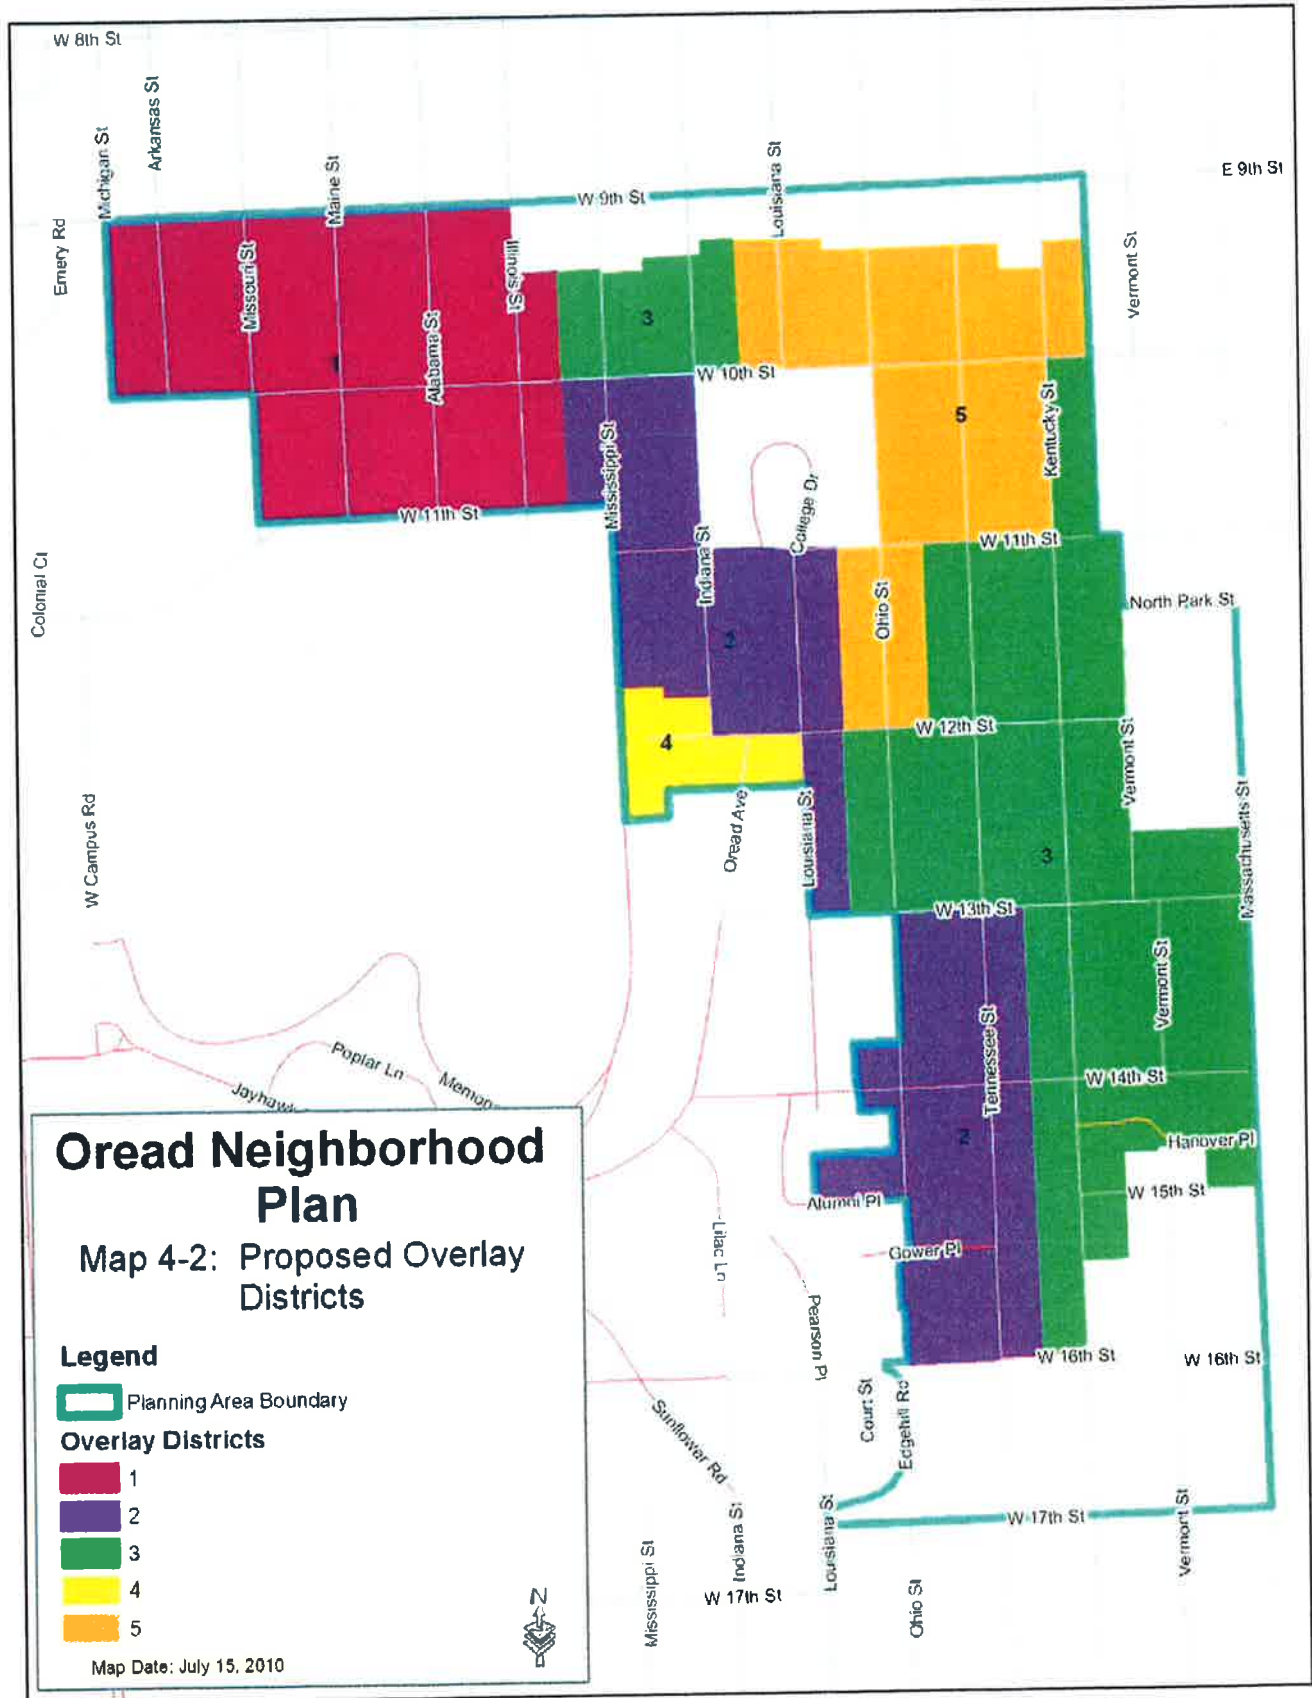 W 8th St
Arkansas St
Michigan St
Maine St
Louisiana St
E 9th St
W 9th St
Emery Rd
Missouri St
Illinois St
Vermont St
Alabama St
3
1
W 10th St
5
Kentucky St
Mississippi St
College Dr
W 11th St
W 11th St
Colonial Ct
Indiana St
Ohio St
North Park St
2
4
W 12th St
Vermont St
W Campus Rd
Oread Ave
Louisiana St
3
Massachusetts St
W 13th St
Vermont St
Tennessee St
Poplar Ln
Jayhawk
Memor
W 14th St
2
Hanover Pl
Alumni Pl
W 15th St
Lilac Ln
Gower Pl
Pearson Pl
W 16th St
W 16th St
Court St
Edgehill Rd
Sunflower Rd
Indiana St
Louisiana St
W 17th St
Vermont St
Mississippi St
W 17th St
Ohio St
Oread Neighborhood
Plan
Map 4-2: Proposed Overlay
Districts
Legend
Planning Area Boundary
Overlay Districts
1
2
3
4
5
N
Map Date: July 15, 2010